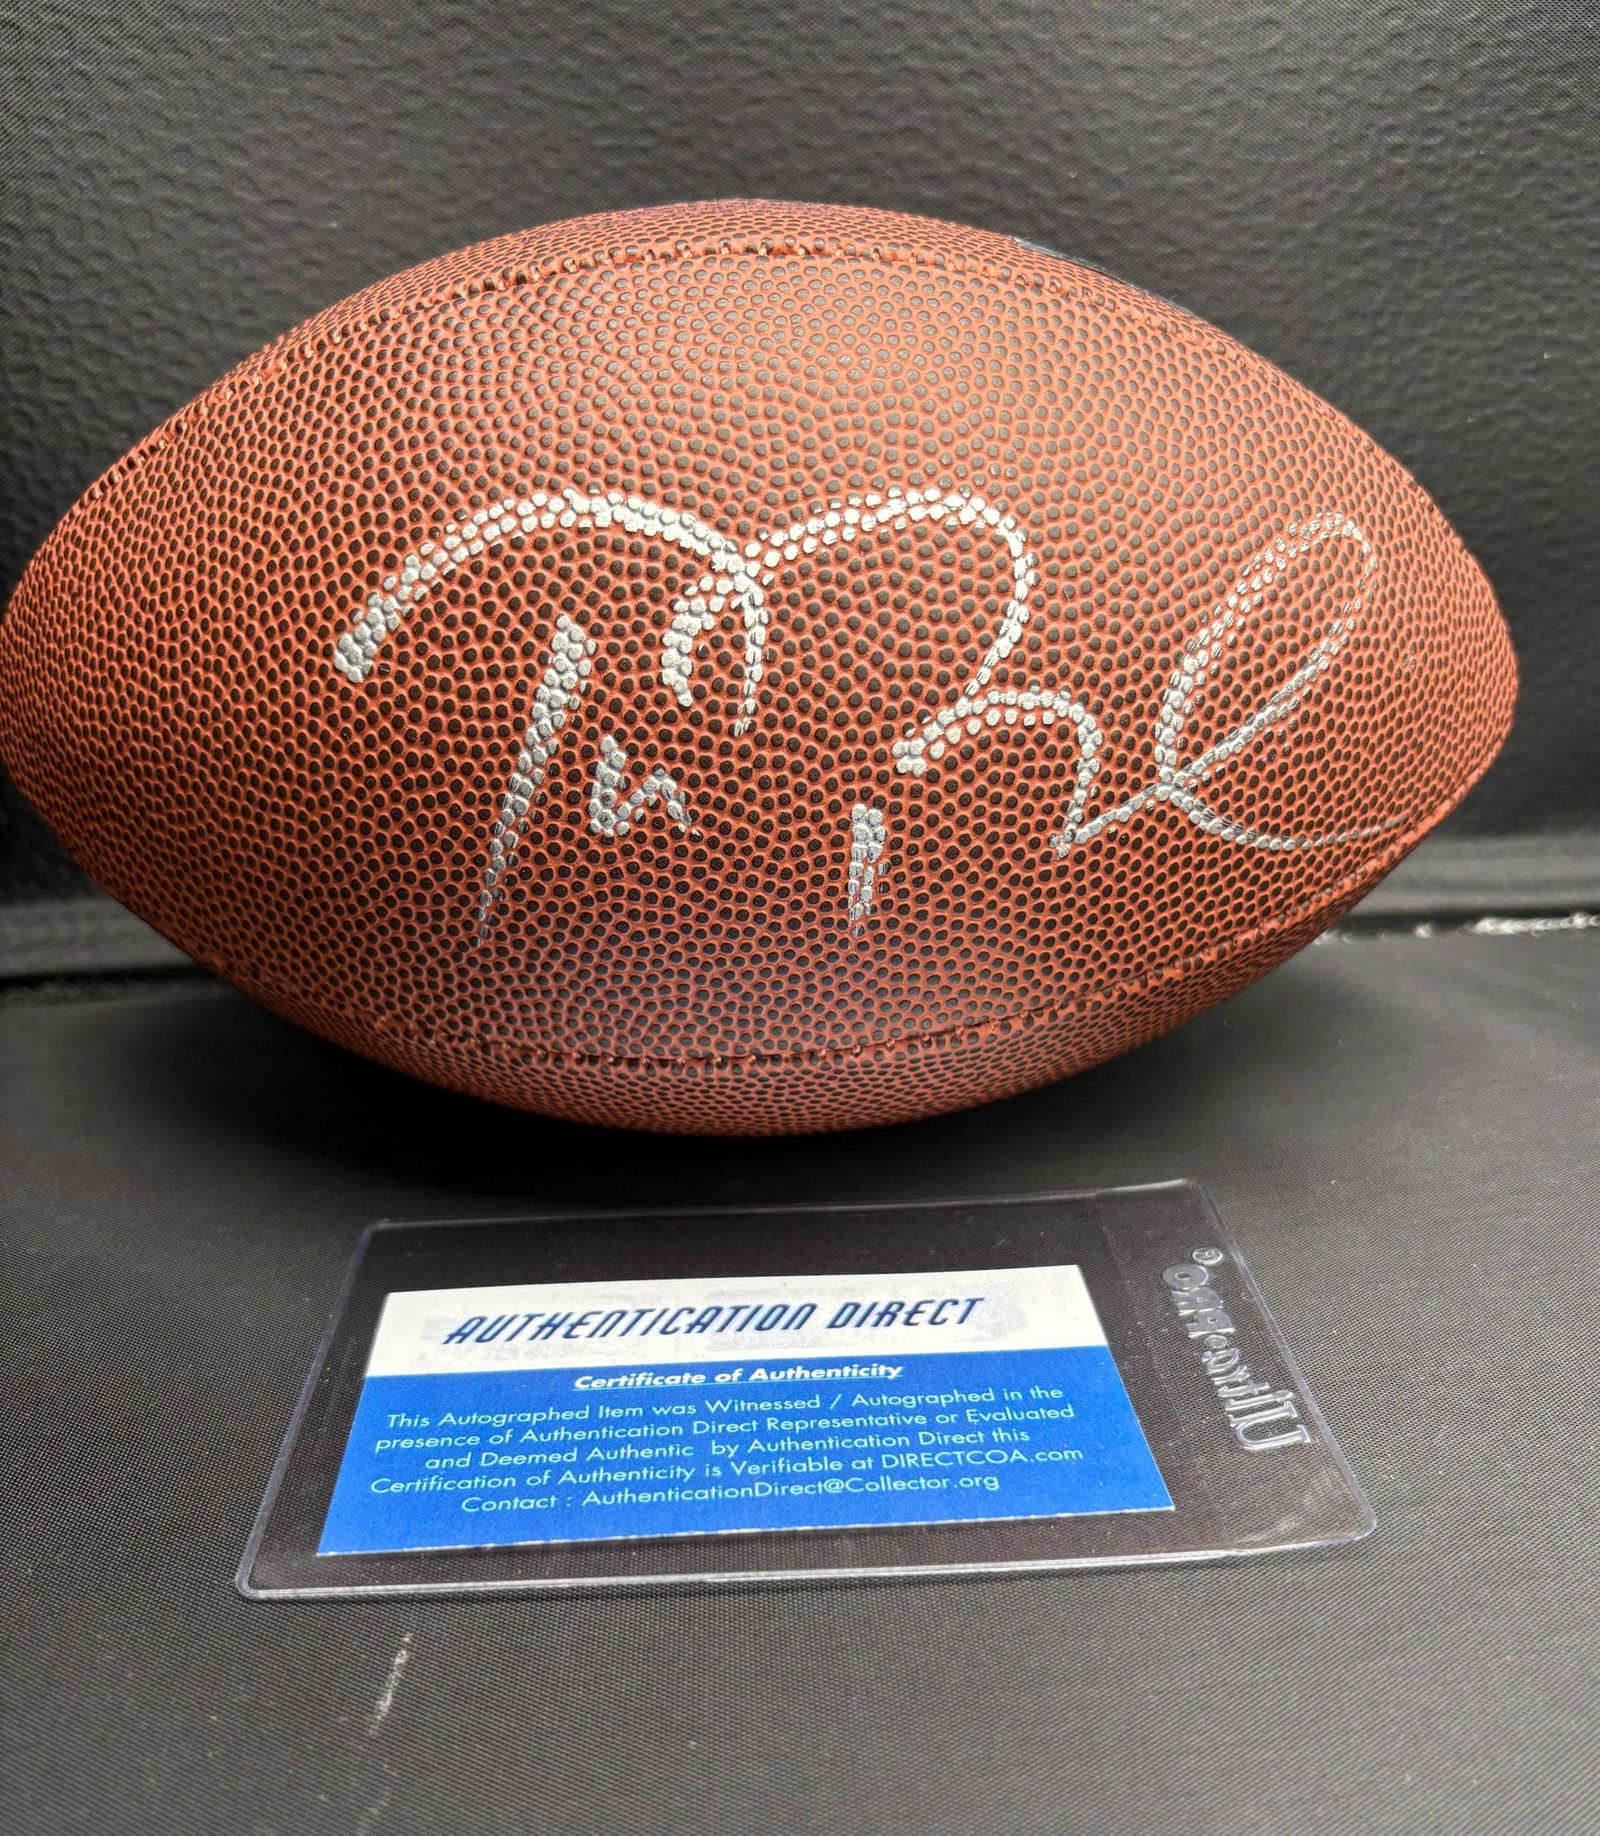 AUTHENTICATION DIRECT
Certificate of Authenticity
This Autographed Item was Witnessed / Autographed in the
presence of Authentication Direct Representative or Evaluated
and Deemed Authentic by Authentication Direct this
Certification of Authenticity is Verifiable at DIRECTCOA.com
Contact : AuthenticationDirect@Collector.org
Ultra•PRO®